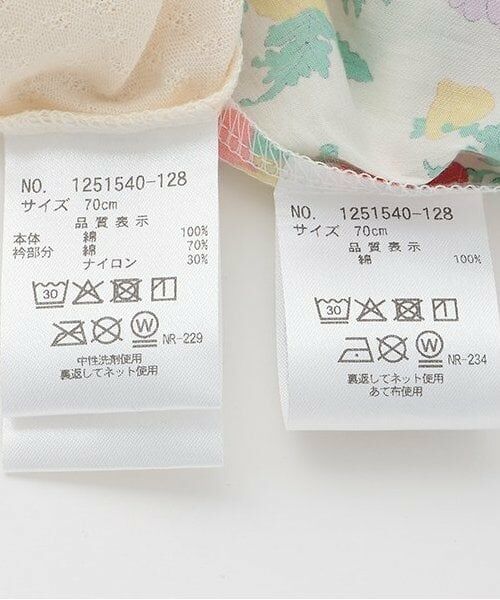 NO. 1251540-128
サイズ 70cm
品質表示
本体 綿 100%
衿部分 綿 70%
ナイロン 30%
30
W
NR-229
中性洗剤使用
裏返してネット使用
NO. 1251540-128
サイズ 70cm
品質表示
綿 100%
30
W
NR-234
裏返してネット使用
あて布使用